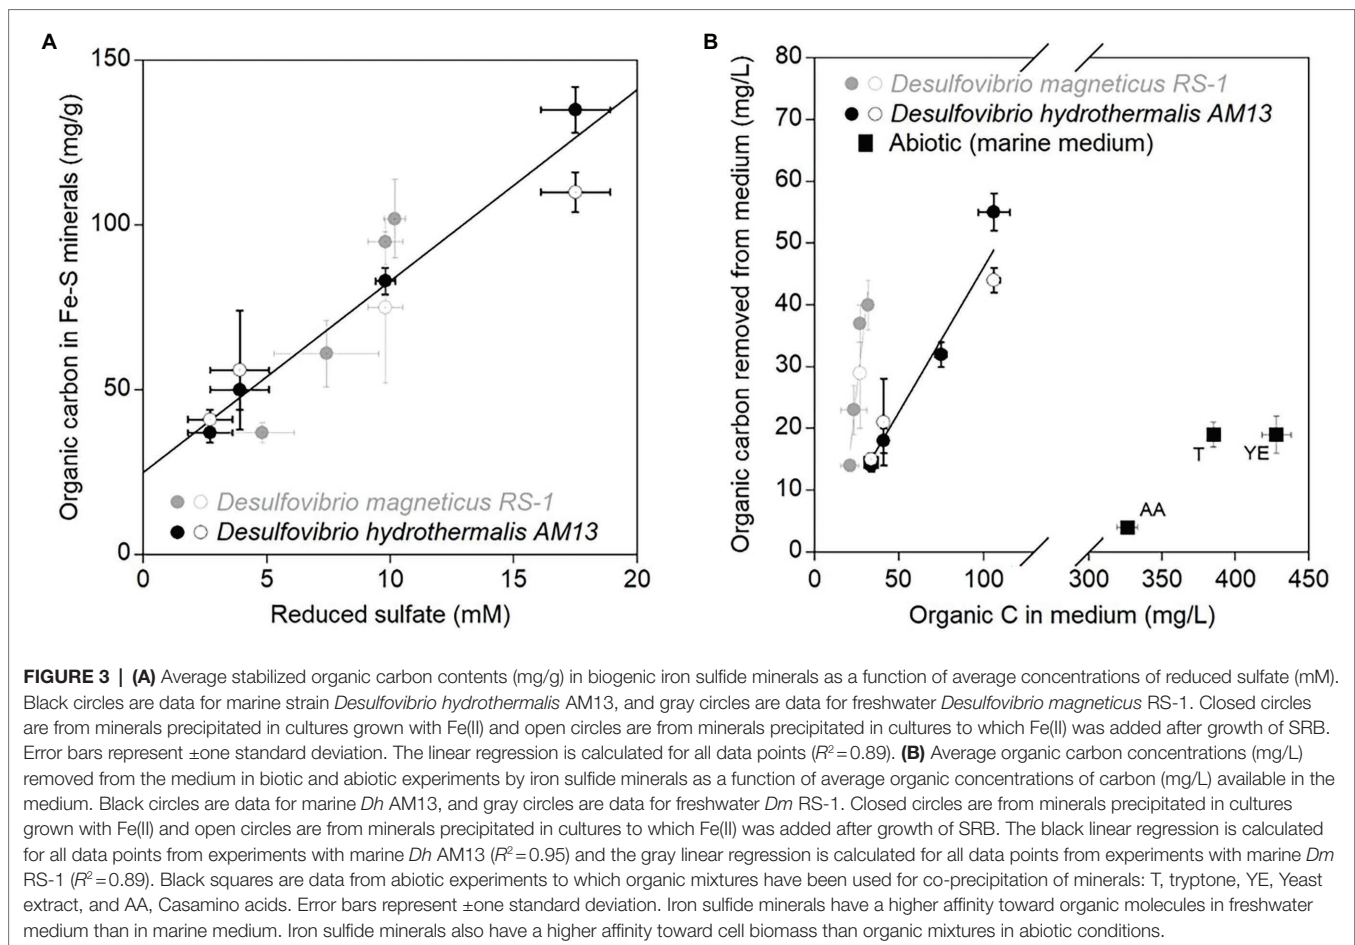 A
150
100
50
0
Organic carbon in Fe-S minerals (mg/g)
Desulfovibrio magneticus RS-1
Desulfovibrio hydrothermalis AM13
0 5 10 15 20
Reduced sulfate (mM)
B
80
70
60
50
40
30
20
10
0
Organic carbon removed from medium (mg/L)
Desulfovibrio magneticus RS-1
Desulfovibrio hydrothermalis AM13
Abiotic (marine medium)
T
YE
AA
0 50 100 300 350 400 450
Organic C in medium (mg/L)
FIGURE 3 | (A) Average stabilized organic carbon contents (mg/g) in biogenic iron sulfide minerals as a function of average concentrations of reduced sulfate (mM).
Black circles are data for marine strain Desulfovibrio hydrothermalis AM13, and gray circles are data for freshwater Desulfovibrio magneticus RS-1. Closed circles
are from minerals precipitated in cultures grown with Fe(II) and open circles are from minerals precipitated in cultures to which Fe(II) was added after growth of SRB.
Error bars represent ±one standard deviation. The linear regression is calculated for all data points (R²=0.89). (B) Average organic carbon concentrations (mg/L)
removed from the medium in biotic and abiotic experiments by iron sulfide minerals as a function of average organic concentrations of carbon (mg/L) available in the
medium. Black circles are data for marine Dh AM13, and gray circles are data for freshwater Dm RS-1. Closed circles are from minerals precipitated in cultures
grown with Fe(II) and open circles are from minerals precipitated in cultures to which Fe(II) was added after growth of SRB. The black linear regression is calculated
for all data points from experiments with marine Dh AM13 (R²=0.95) and the gray linear regression is calculated for all data points from experiments with marine Dm
RS-1 (R²=0.89). Black squares are data from abiotic experiments to which organic mixtures have been used for co-precipitation of minerals: T, tryptone, YE, Yeast
extract, and AA, Casamino acids. Error bars represent ±one standard deviation. Iron sulfide minerals have a higher affinity toward organic molecules in freshwater
medium than in marine medium. Iron sulfide minerals also have a higher affinity toward cell biomass than organic mixtures in abiotic conditions.